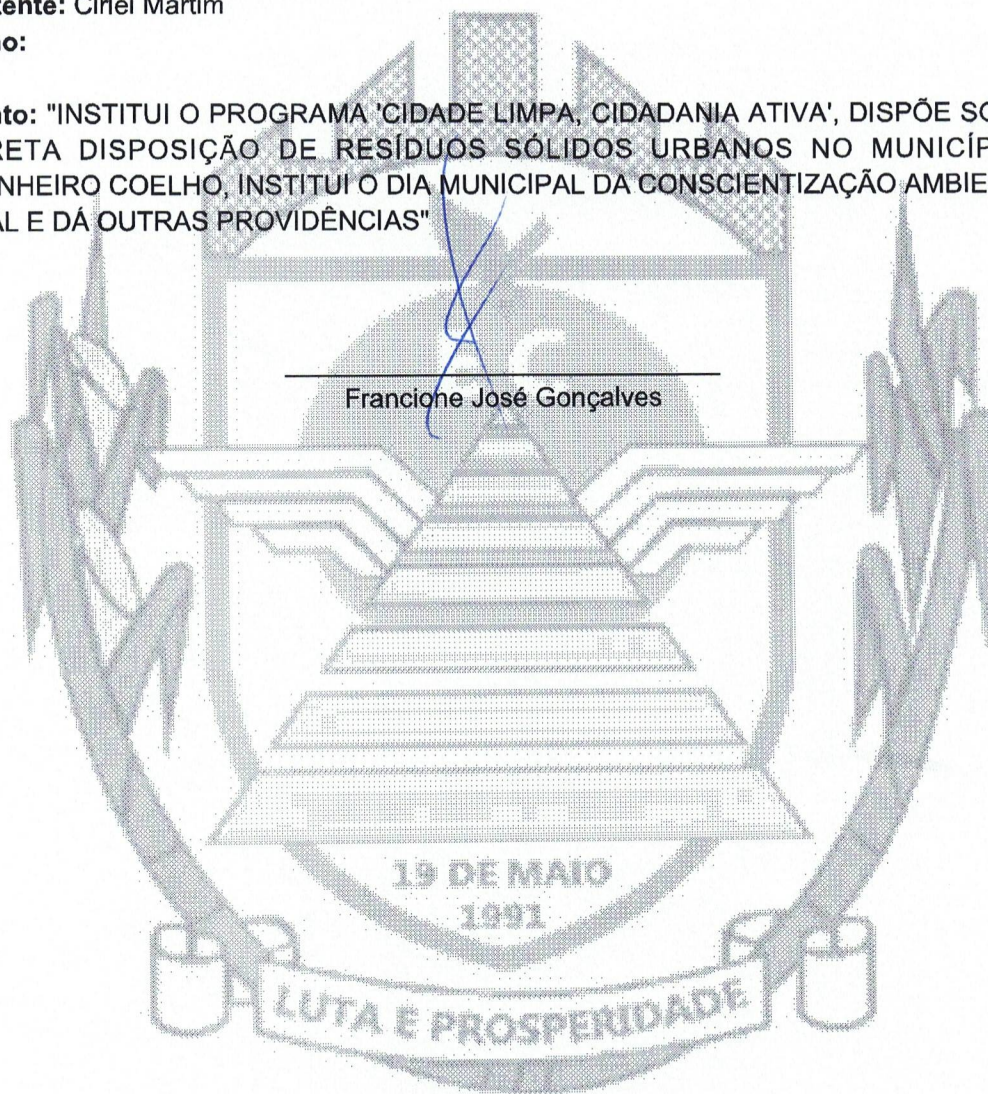 tente: Ciriel Martim
o:
to: "INSTITUI O PROGRAMA 'CIDADE LIMPA, CIDADANIA ATIVA', DISPÕE SO
RETA DISPOSIÇÃO DE RESÍDUOS SÓLIDOS URBANOS NO MUNICÍP
NHEIRO COELHO, INSTITUI O DIA MUNICIPAL DA CONSCIENTIZAÇÃO AMBIE
AL E DÁ OUTRAS PROVIDÊNCIAS"
Francione José Gonçalves
19 DE MAIO
1991
LUTA E PROSPERIDADE